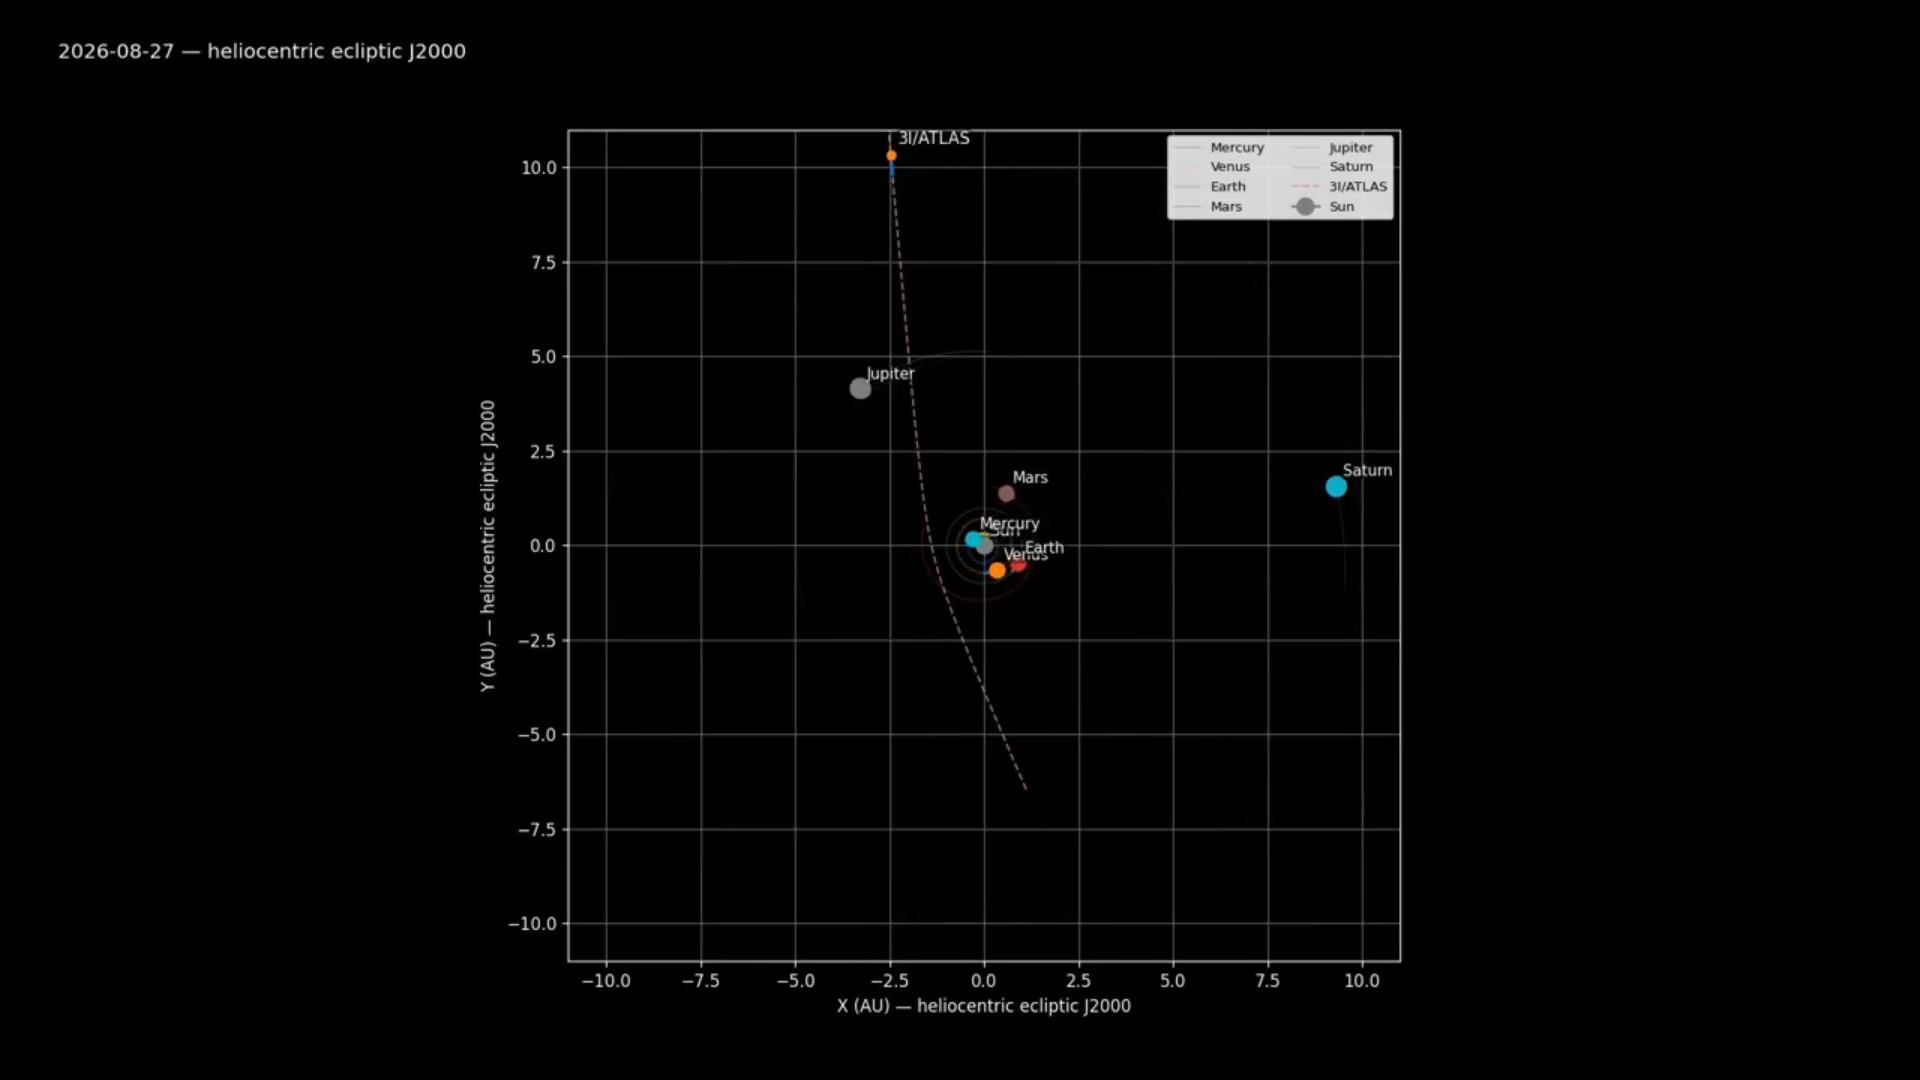 2026-08-27 — heliocentric ecliptic J2000
3I/ATLAS
Mercury
Venus
Earth
Mars
Jupiter
Saturn
3I/ATLAS
Sun
Jupiter
Mars
Saturn
Mercury
Sun
Earth
Venus
10.0
7.5
5.0
2.5
0.0
−2.5
−5.0
−7.5
−10.0
Y (AU) — heliocentric ecliptic J2000
−10.0 −7.5 −5.0 −2.5 0.0 2.5 5.0 7.5 10.0
X (AU) — heliocentric ecliptic J2000